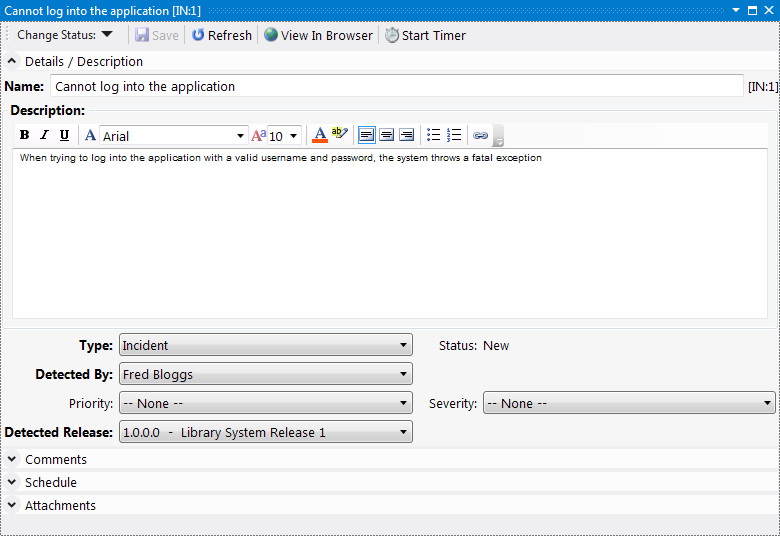 Cannot log into the application [IN:1]
Change Status: Save Refresh View In Browser Start Timer
Details / Description
Name: Cannot log into the application [IN:1]
Description:
B I U A Arial Aa 10 A ab
When trying to log into the application with a valid username and password, the system throws a fatal exception
Type: Incident Status: New
Detected By: Fred Bloggs
Priority: -- None -- Severity: -- None --
Detected Release: 1.0.0.0 - Library System Release 1
Comments
Schedule
Attachments